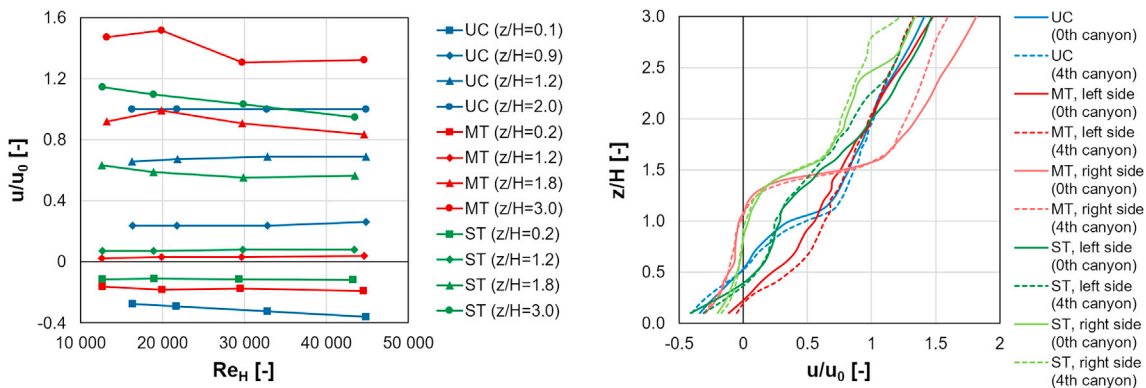 1.6
1.2
0.8
0.4
0
-0.4
u/u0 [-]
10 000
20 000
30 000
40 000
50 000
ReH [-]
UC (z/H=0.1)
UC (z/H=0.9)
UC (z/H=1.2)
UC (z/H=2.0)
MT (z/H=0.2)
MT (z/H=1.2)
MT (z/H=1.8)
MT (z/H=3.0)
ST (z/H=0.2)
ST (z/H=1.2)
ST (z/H=1.8)
ST (z/H=3.0)
3.0
2.5
2.0
1.5
1.0
0.5
0.0
z/H [-]
-0.5
0
0.5
1
1.5
2
u/u0 [-]
UC
(0th canyon)
UC
(4th canyon)
MT, left side
(0th canyon)
MT, left side
(4th canyon)
MT, right side
(0th canyon)
MT, right side
(4th canyon)
ST, left side
(0th canyon)
ST, left side
(4th canyon)
ST, right side
(0th canyon)
ST, right side
(4th canyon)